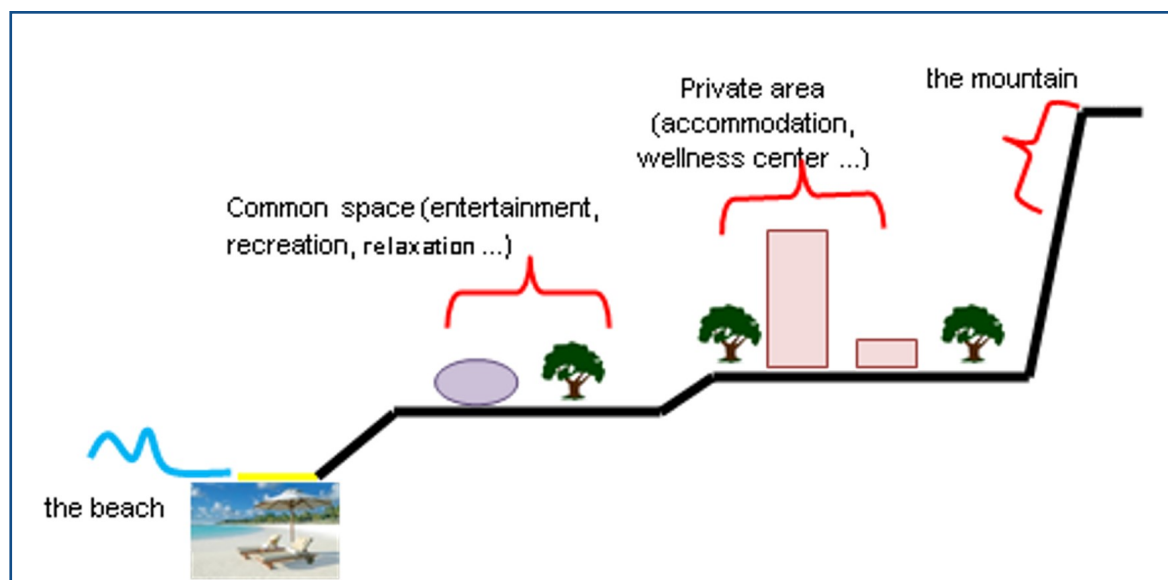 the mountain
Private area
(accommodation,
wellness center ...)
Common space (entertainment,
recreation, relaxation ...)
the beach